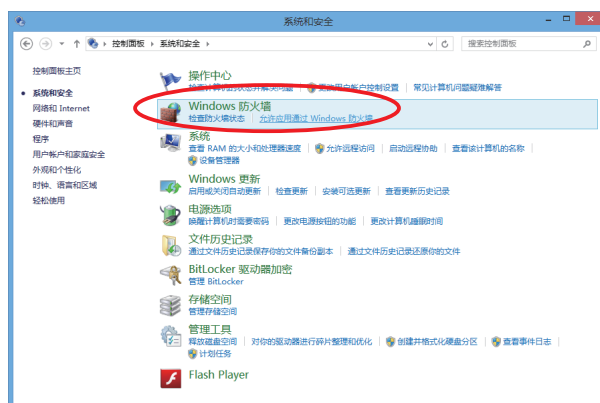 系统和安全
控制面板 › 系统和安全 ›
搜索控制面板
控制面板主页
系统和安全
网络和 Internet
硬件和声音
程序
用户帐户和家庭安全
外观和个性化
时钟、语言和区域
轻松使用
操作中心
检查计算机的状态并解决问题 更改用户帐户控制设置 常见计算机问题疑难解答
Windows 防火墙
检查防火墙状态 允许应用通过 Windows 防火墙
系统
查看 RAM 的大小和处理器速度 允许远程访问 启动远程协助 查看该计算机的名称
设备管理器
Windows 更新
启用或关闭自动更新 检查更新 安装可选更新 查看更新历史记录
电源选项
唤醒计算机时需要密码 更改电源按钮的功能 更改计算机睡眠时间
文件历史记录
通过文件历史记录保存你的文件备份副本 通过文件历史记录还原你的文件
BitLocker 驱动器加密
管理 BitLocker
存储空间
管理存储空间
管理工具
释放磁盘空间 对你的驱动器进行碎片整理和优化 创建并格式化硬盘分区 查看事件日志
计划任务
Flash Player